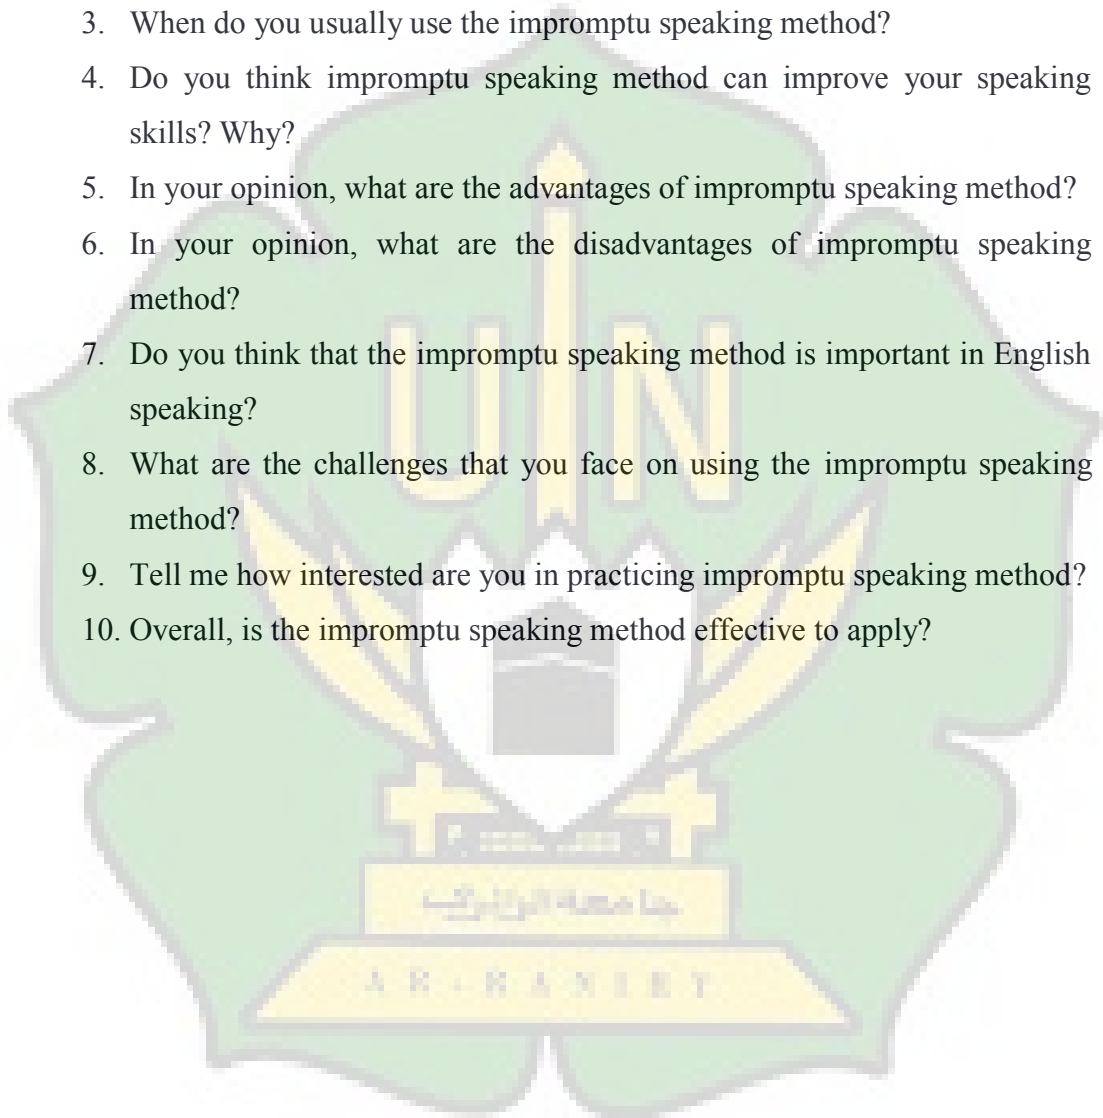 3. When do you usually use the impromptu speaking method?
4. Do you think impromptu speaking method can improve your speaking
skills? Why?
5. In your opinion, what are the advantages of impromptu speaking method?
6. In your opinion, what are the disadvantages of impromptu speaking
method?
7. Do you think that the impromptu speaking method is important in English
speaking?
8. What are the challenges that you face on using the impromptu speaking
method?
9. Tell me how interested are you in practicing impromptu speaking method?
10. Overall, is the impromptu speaking method effective to apply?
UIN
جامعة الرانيري
AR-RANIRY